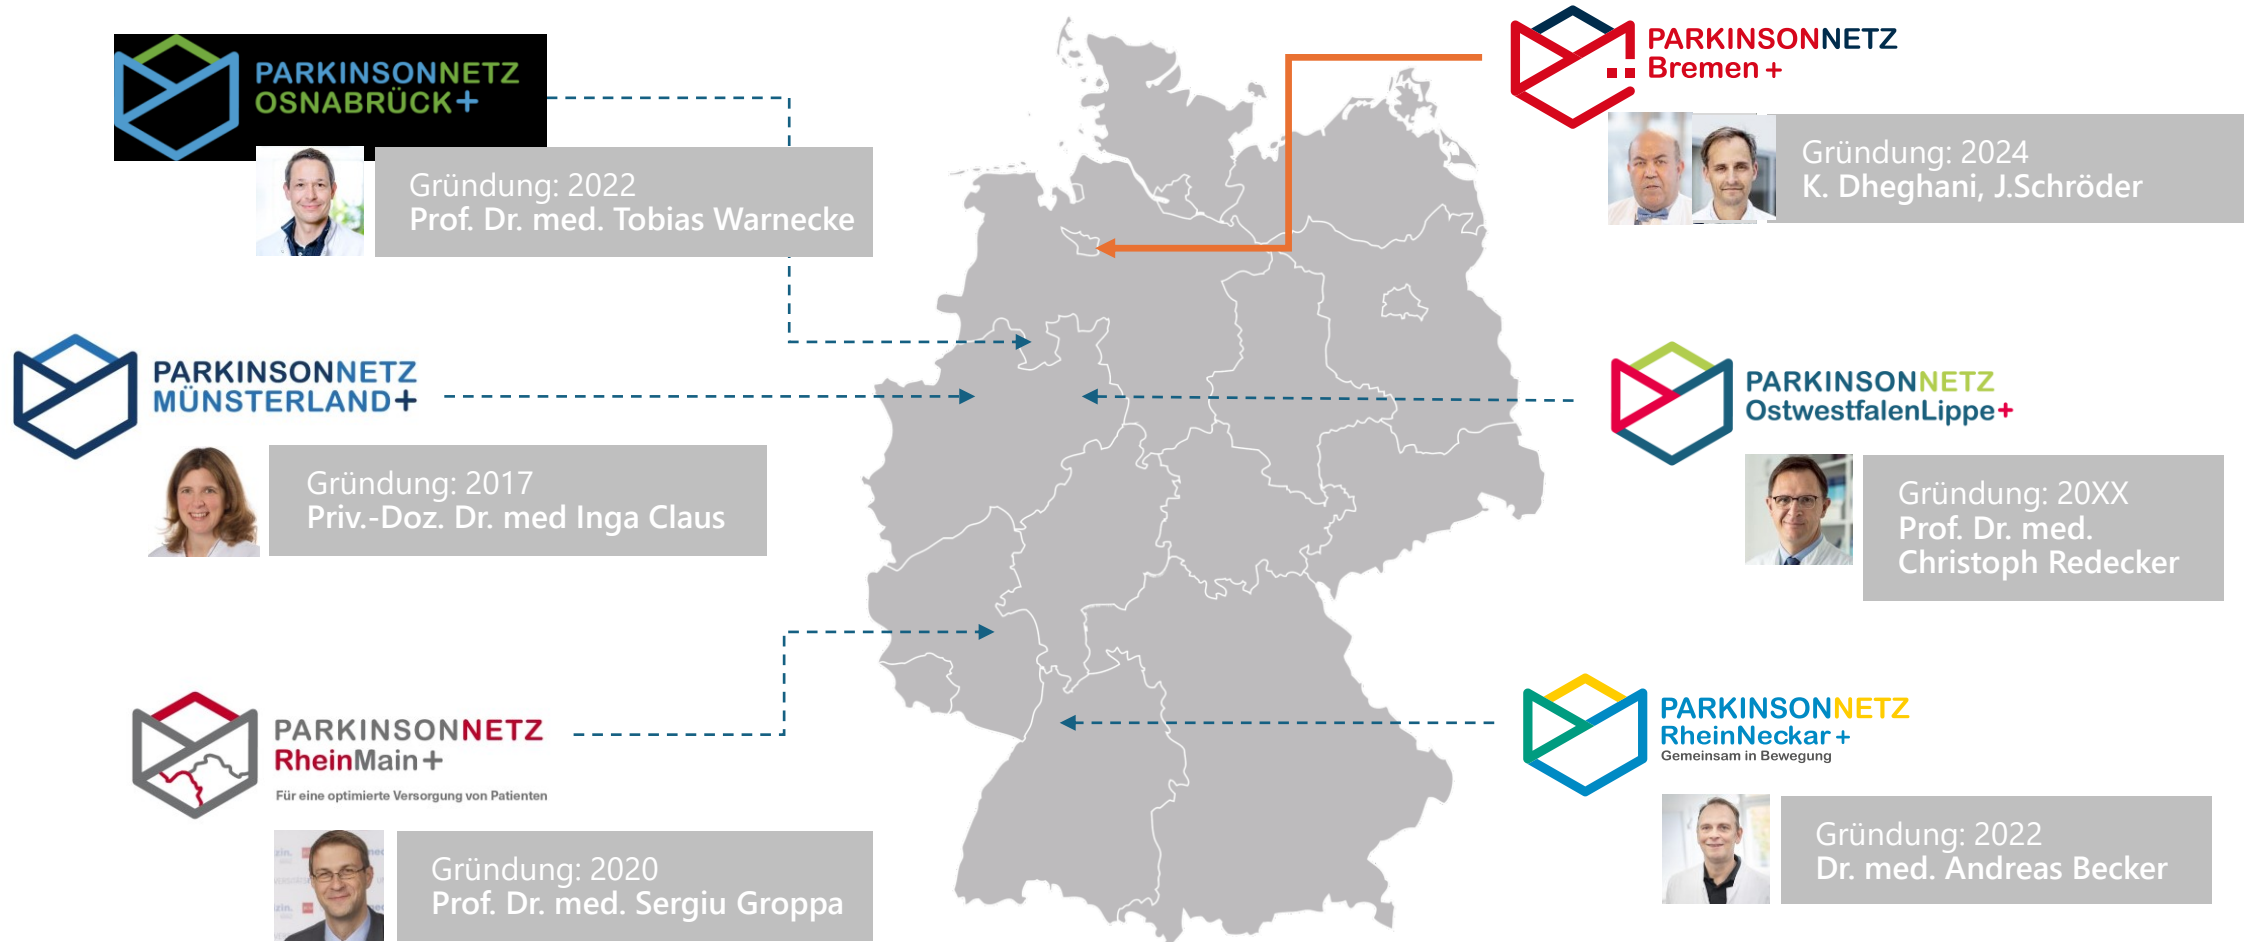 PARKINSONNETZ
OSNABRÜCK+
Gründung: 2022
Prof. Dr. med. Tobias Warnecke
PARKINSONNETZ
Bremen +
Gründung: 2024
K. Dheghani, J.Schröder
PARKINSONNETZ
MÜNSTERLAND+
Gründung: 2017
Priv.-Doz. Dr. med Inga Claus
PARKINSONNETZ
OstwestfalenLippe+
Gründung: 20XX
Prof. Dr. med.
Christoph Redecker
PARKINSONNETZ
RheinMain+
Für eine optimierte Versorgung von Patienten
Gründung: 2020
Prof. Dr. med. Sergiu Groppa
PARKINSONNETZ
RheinNeckar +
Gemeinsam in Bewegung
Gründung: 2022
Dr. med. Andreas Becker